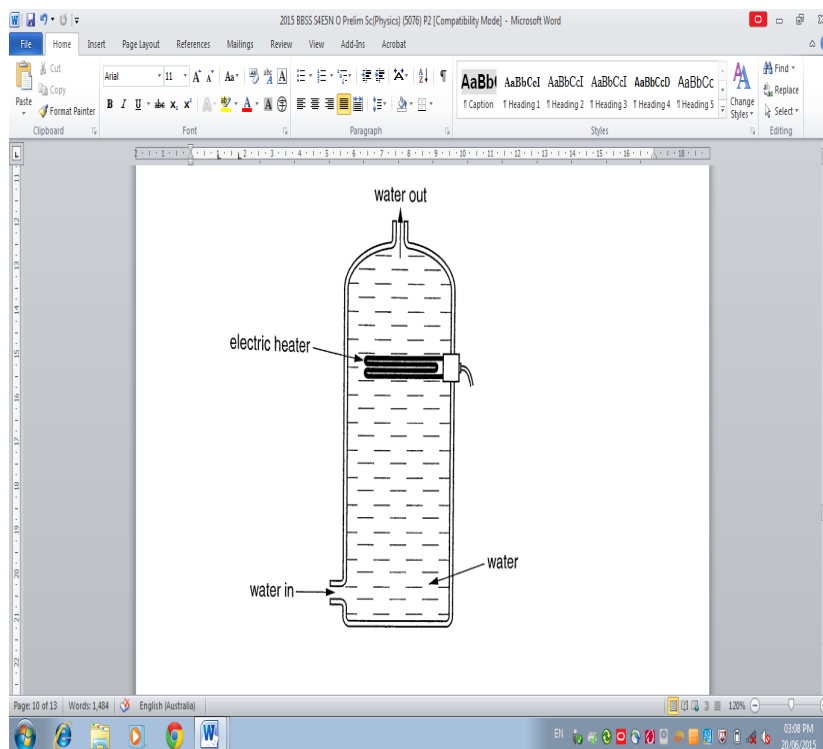 2015 BBSS S4E5N O Prelim Sc(Physics) (5076) P2 [Compatibility Mode] - Microsoft Word
File Home Insert Page Layout References Mailings Review View Add-Ins Acrobat
Cut
Copy
Paste
Format Painter
Clipboard
Arial 11
B I U abc X₂ X²
Font
Paragraph
AaBb( AaBbCcI AaBbCcI AaBbCcI AaBbCcD AaBbCc
¶ Caption ¶ Heading 1 ¶ Heading 2 ¶ Heading 3 ¶ Heading 4 ¶ Heading 5
Change Styles
Styles
Find
Replace
Select
Editing
water out
electric heater
water
water in
Page: 10 of 13 Words: 1,484 English (Australia) 120%
EN 03:08 PM
20/06/2015